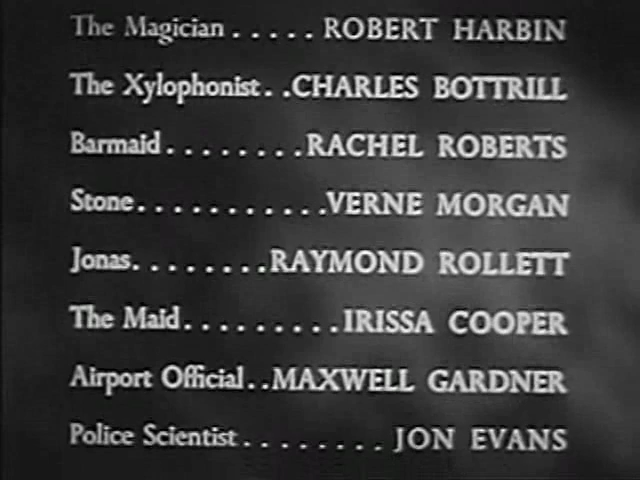 The Magician.....ROBERT HARBIN
The Xylophonist..CHARLES BOTTRILL
Barmaid........RACHEL ROBERTS
Stone...........VERNE MORGAN
Jonas........RAYMOND ROLLETT
The Maid.........IRISSA COOPER
Airport Official..MAXWELL GARDNER
Police Scientist........JON EVANS